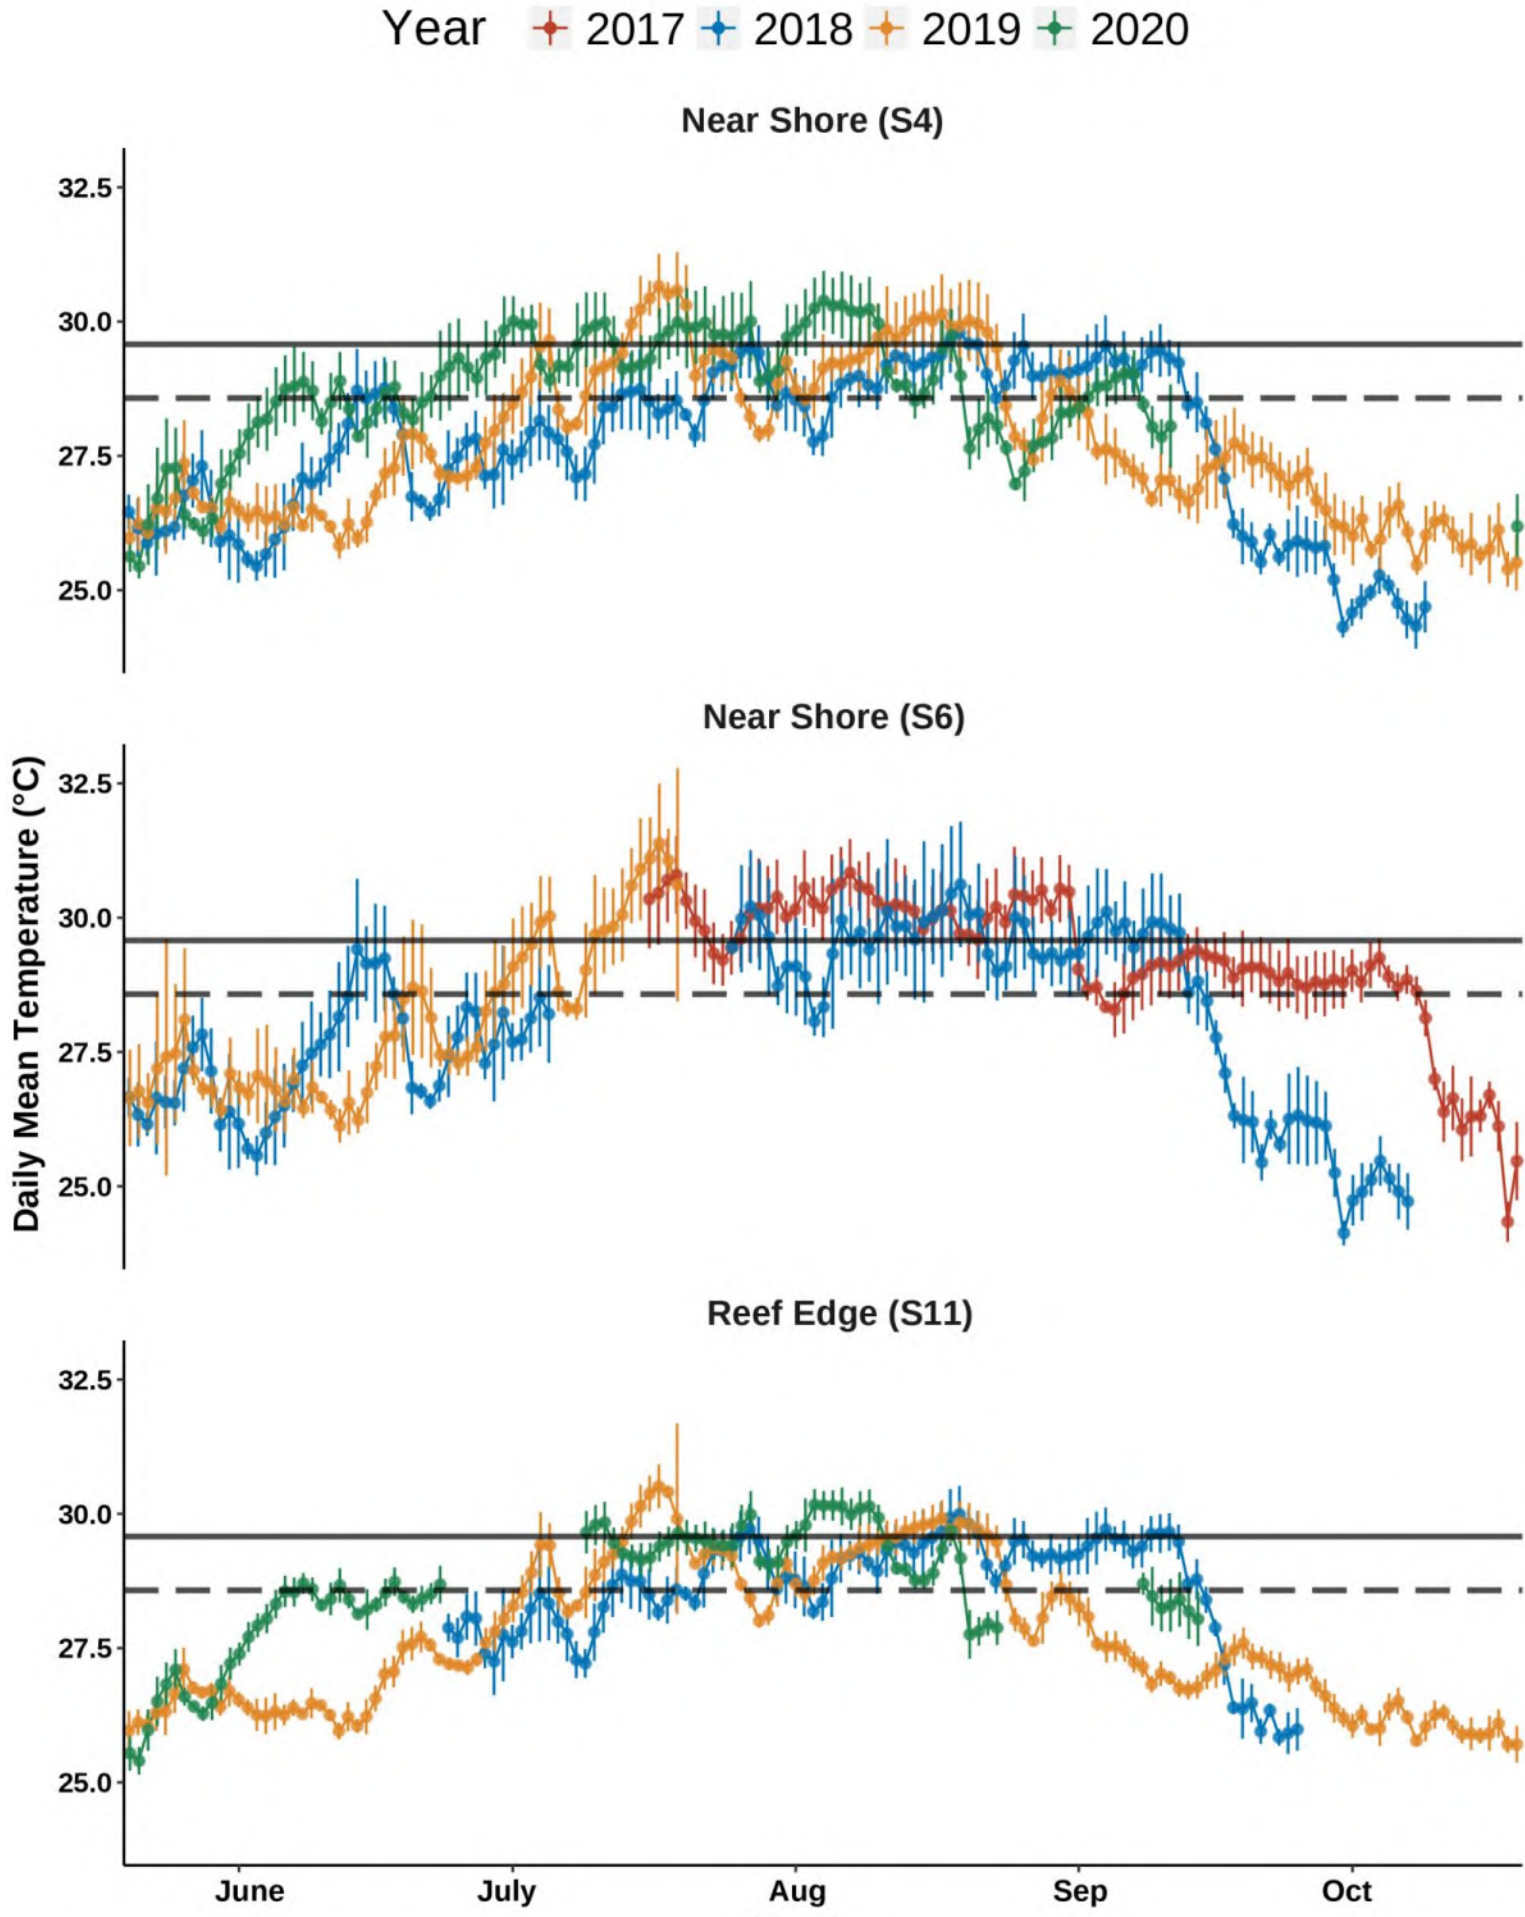 Year 2017 2018 2019 2020
Near Shore (S4)
32.5
30.0
27.5
25.0
Near Shore (S6)
Daily Mean Temperature (°C)
32.5
30.0
27.5
25.0
Reef Edge (S11)
32.5
30.0
27.5
25.0
June July Aug Sep Oct